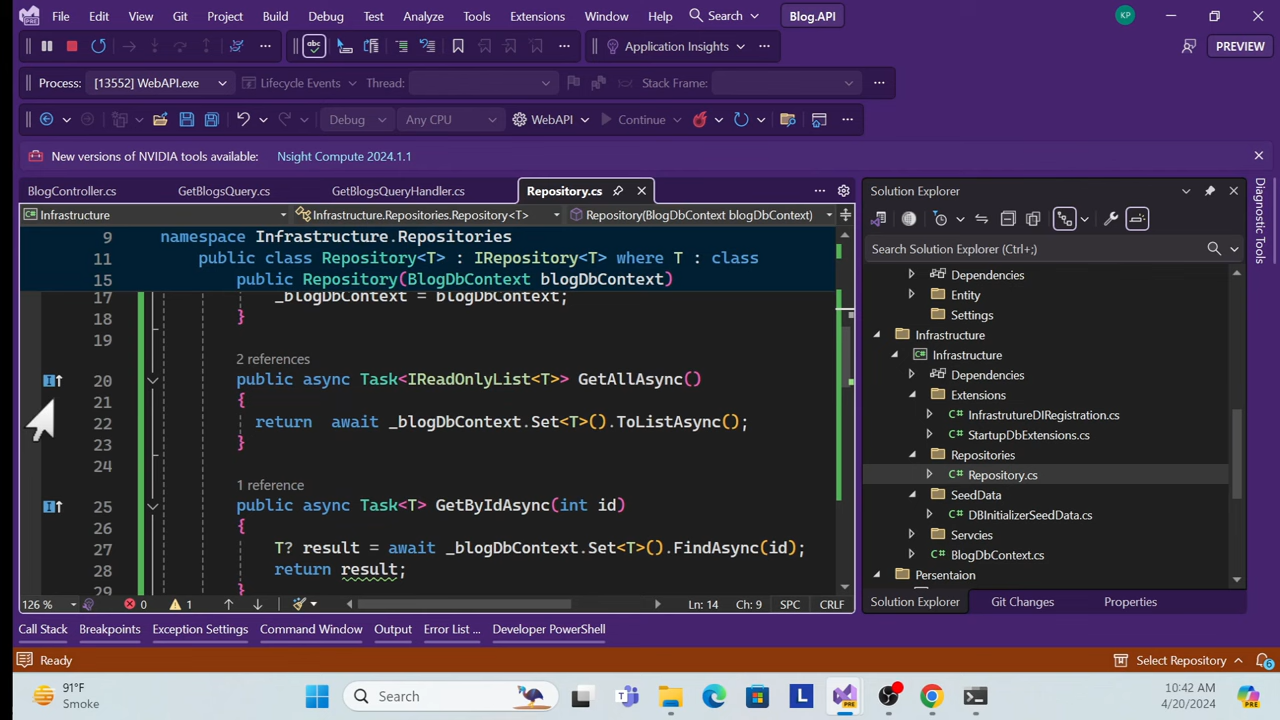 File Edit View Git Project Build Debug Test Analyze Tools Extensions Window Help Search Blog.API KP
Application Insights PREVIEW
Process: [13552] WebAPI.exe Lifecycle Events Thread: Stack Frame:
Debug Any CPU WebAPI Continue
New versions of NVIDIA tools available: Nsight Compute 2024.1.1
BlogController.cs GetBlogsQuery.cs GetBlogsQueryHandler.cs Repository.cs
Infrastructure Infrastructure.Repositories.Repository<T> Repository(BlogDbContext blogDbContext)
9 namespace Infrastructure.Repositories
11 public class Repository<T> : IRepository<T> where T : class
15 public Repository(BlogDbContext blogDbContext)
17 _blogDbContext = blogDbContext;
18 }
19
2 references
20 public async Task<IReadOnlyList<T>> GetAllAsync()
21 {
22 return await _blogDbContext.Set<T>().ToListAsync();
23 }
24
1 reference
25 public async Task<T> GetByIdAsync(int id)
26 {
27 T? result = await _blogDbContext.Set<T>().FindAsync(id);
28 return result;
29 }
126 % 0 1 Ln: 14 Ch: 9 SPC CRLF
Solution Explorer
Search Solution Explorer (Ctrl+;)
Dependencies
Entity
Settings
Infrastructure
Infrastructure
Dependencies
Extensions
InfrastrutureDIRegistration.cs
StartupDbExtensions.cs
Repositories
Repository.cs
SeedData
DBInitializerSeedData.cs
Servcies
BlogDbContext.cs
Persentaion
Solution Explorer Git Changes Properties
Diagnostic Tools
Call Stack Breakpoints Exception Settings Command Window Output Error List ... Developer PowerShell
Ready Select Repository 6
91°F
Smoke
Search
L
PRE
10:42 AM
4/20/2024
PRE